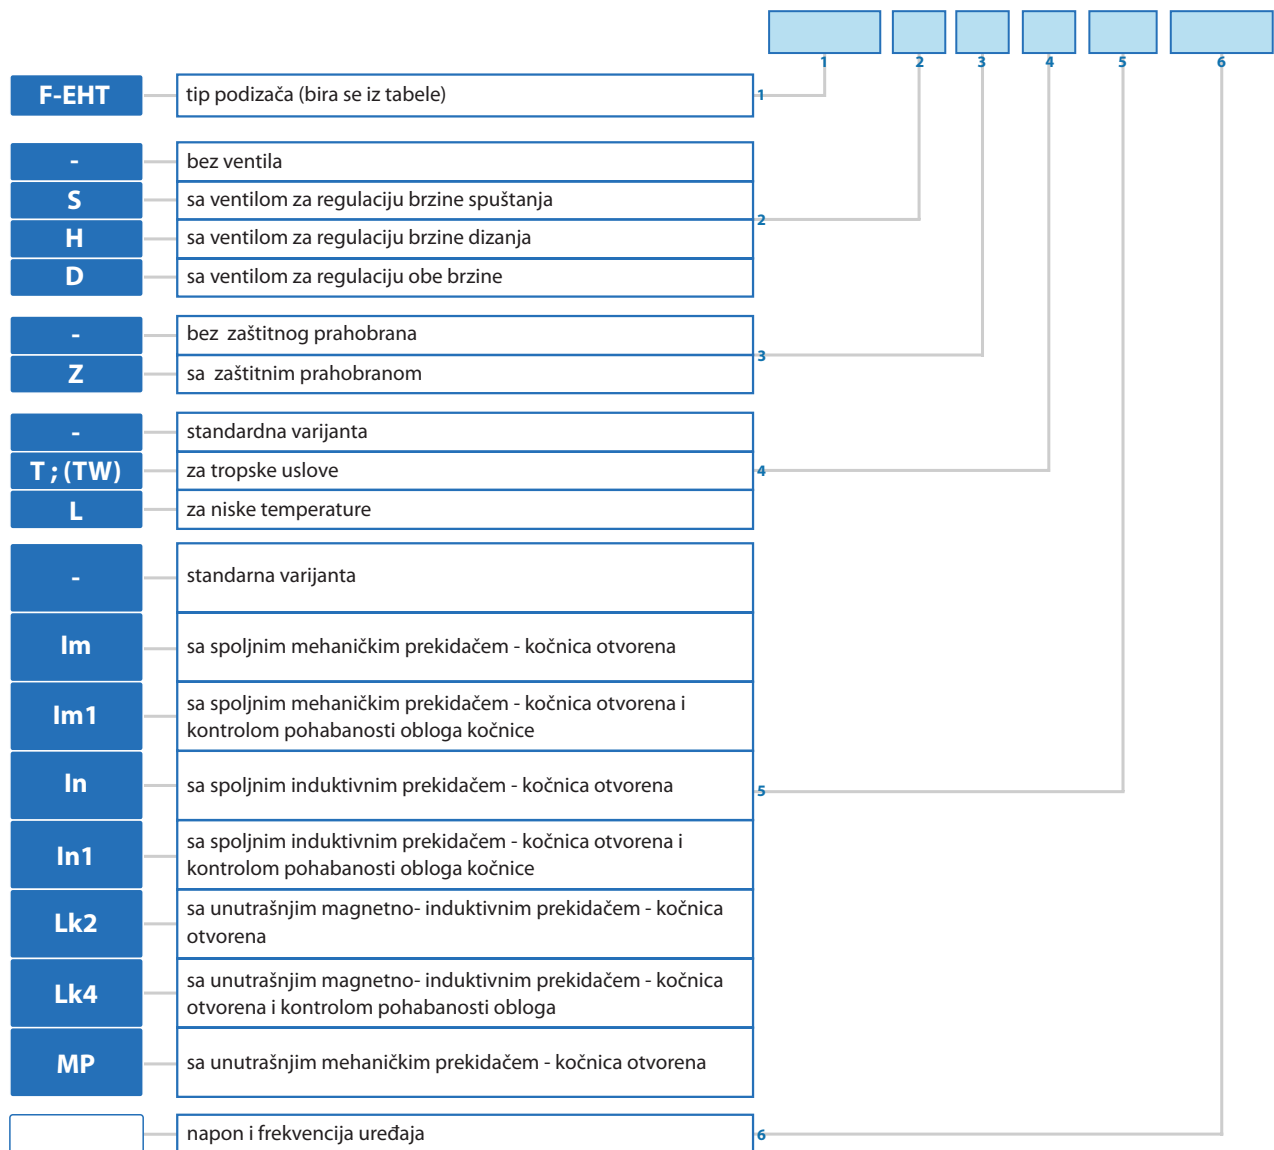 1 2 3 4 5 6
F-EHT tip podizača (bira se iz tabele) 1
- bez ventila
S sa ventilom za regulaciju brzine spuštanja
2
H sa ventilom za regulaciju brzine dizanja
D sa ventilom za regulaciju obe brzine
- bez zaštitnog prahobrana
3
Z sa zaštitnim prahobranom
- standardna varijanta
T ; (TW) za tropske uslove 4
L za niske temperature
- standarna varijanta
Im sa spoljnim mehaničkim prekidačem - kočnica otvorena
Im1 sa spoljnim mehaničkim prekidačem - kočnica otvorena i
kontrolom pohabanosti obloga kočnice
In sa spoljnim induktivnim prekidačem - kočnica otvorena 5
In1 sa spoljnim induktivnim prekidačem - kočnica otvorena i
kontrolom pohabanosti obloga kočnice
Lk2 sa unutrašnjim magnetno- induktivnim prekidačem - kočnica
otvorena
Lk4 sa unutrašnjim magnetno- induktivnim prekidačem - kočnica
otvorena i kontrolom pohabanosti obloga
MP sa unutrašnjim mehaničkim prekidačem - kočnica otvorena
napon i frekvencija uređaja 6